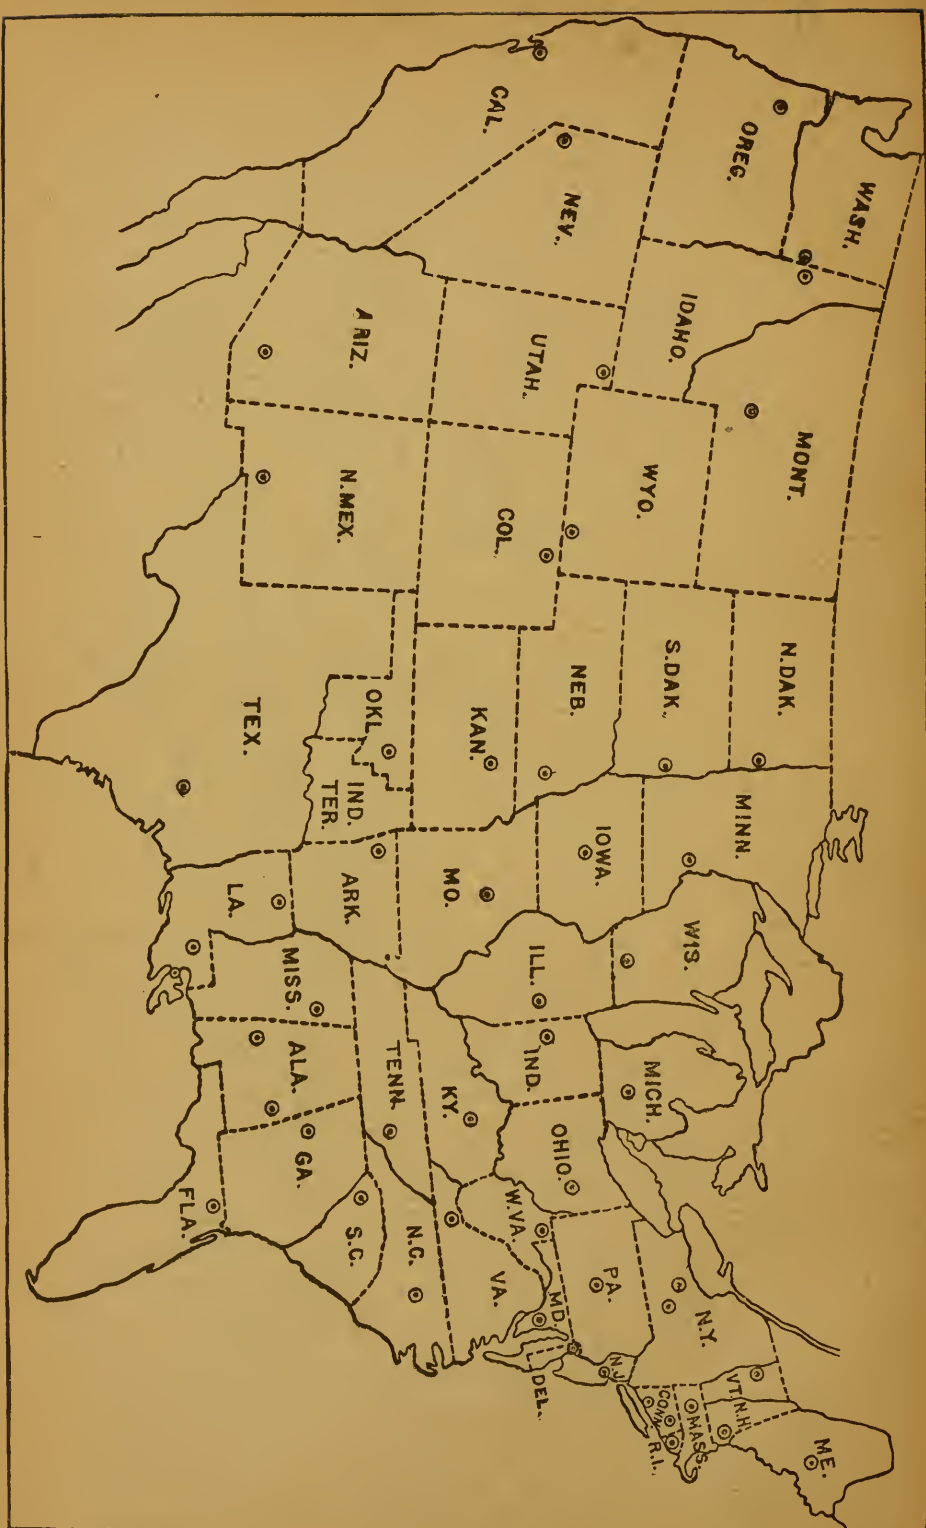 WASH.
OREG.
CAL.
NEV.
IDAHO.
MONT.
WYO.
UTAH.
ARIZ.
COL.
N.MEX.
N.DAK.
S.DAK.
NEB.
KAN.
OKL.
IND.
TER.
TEX.
MINN.
IOWA.
MO.
ARK.
LA.
WIS.
ILL.
MISS.
MICH.
IND.
KY.
TENN.
ALA.
OHIO.
GA.
FLA.
W.VA.
VA.
N.C.
S.C.
PA.
MD.
DEL.
N.J.
N.Y.
VT.
N.H.
MASS.
CONN.
R.I.
ME.